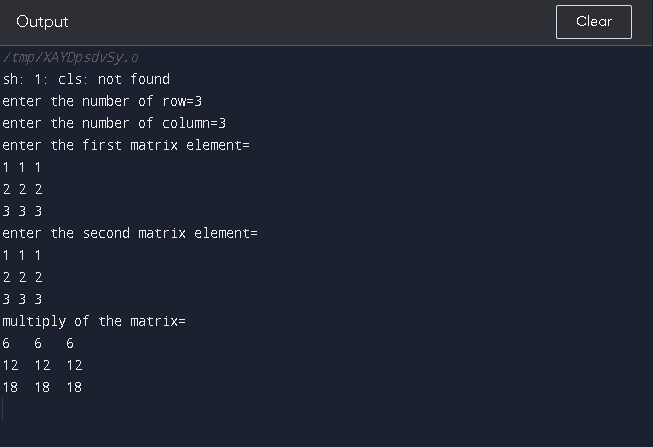 Output
Clear
/tmp/XAYDpsdvSy.o
sh: 1: cls: not found
enter the number of row=3
enter the number of column=3
enter the first matrix element=
1 1 1
2 2 2
3 3 3
enter the second matrix element=
1 1 1
2 2 2
3 3 3
multiply of the matrix=
6 6 6
12 12 12
18 18 18